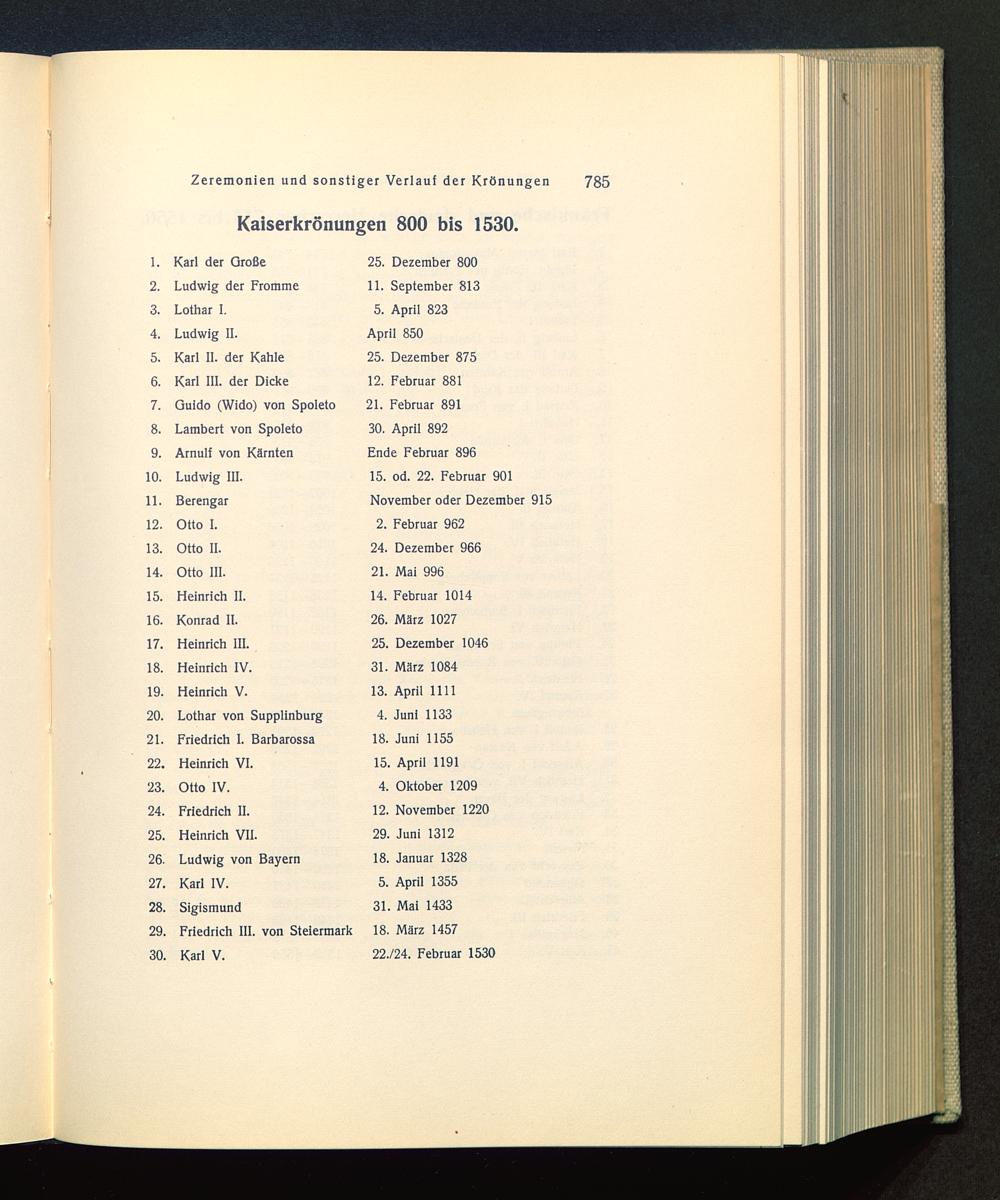 Zeremonien und sonstiger Verlauf der Krönungen 785
Kaiserkrönungen 800 bis 1530.
1. Karl der Große 25. Dezember 800
2. Ludwig der Fromme 11. September 813
3. Lothar I. 5. April 823
4. Ludwig II. April 850
5. Karl II. der Kahle 25. Dezember 875
6. Karl III. der Dicke 12. Februar 881
7. Guido (Wido) von Spoleto 21. Februar 891
8. Lambert von Spoleto 30. April 892
9. Arnulf von Kärnten Ende Februar 896
10. Ludwig III. 15. od. 22. Februar 901
11. Berengar November oder Dezember 915
12. Otto I. 2. Februar 962
13. Otto II. 24. Dezember 966
14. Otto III. 21. Mai 996
15. Heinrich II. 14. Februar 1014
16. Konrad II. 26. März 1027
17. Heinrich III. 25. Dezember 1046
18. Heinrich IV. 31. März 1084
19. Heinrich V. 13. April 1111
20. Lothar von Supplinburg 4. Juni 1133
21. Friedrich I. Barbarossa 18. Juni 1155
22. Heinrich VI. 15. April 1191
23. Otto IV. 4. Oktober 1209
24. Friedrich II. 12. November 1220
25. Heinrich VII. 29. Juni 1312
26. Ludwig von Bayern 18. Januar 1328
27. Karl IV. 5. April 1355
28. Sigismund 31. Mai 1433
29. Friedrich III. von Steiermark 18. März 1457
30. Karl V. 22./24. Februar 1530